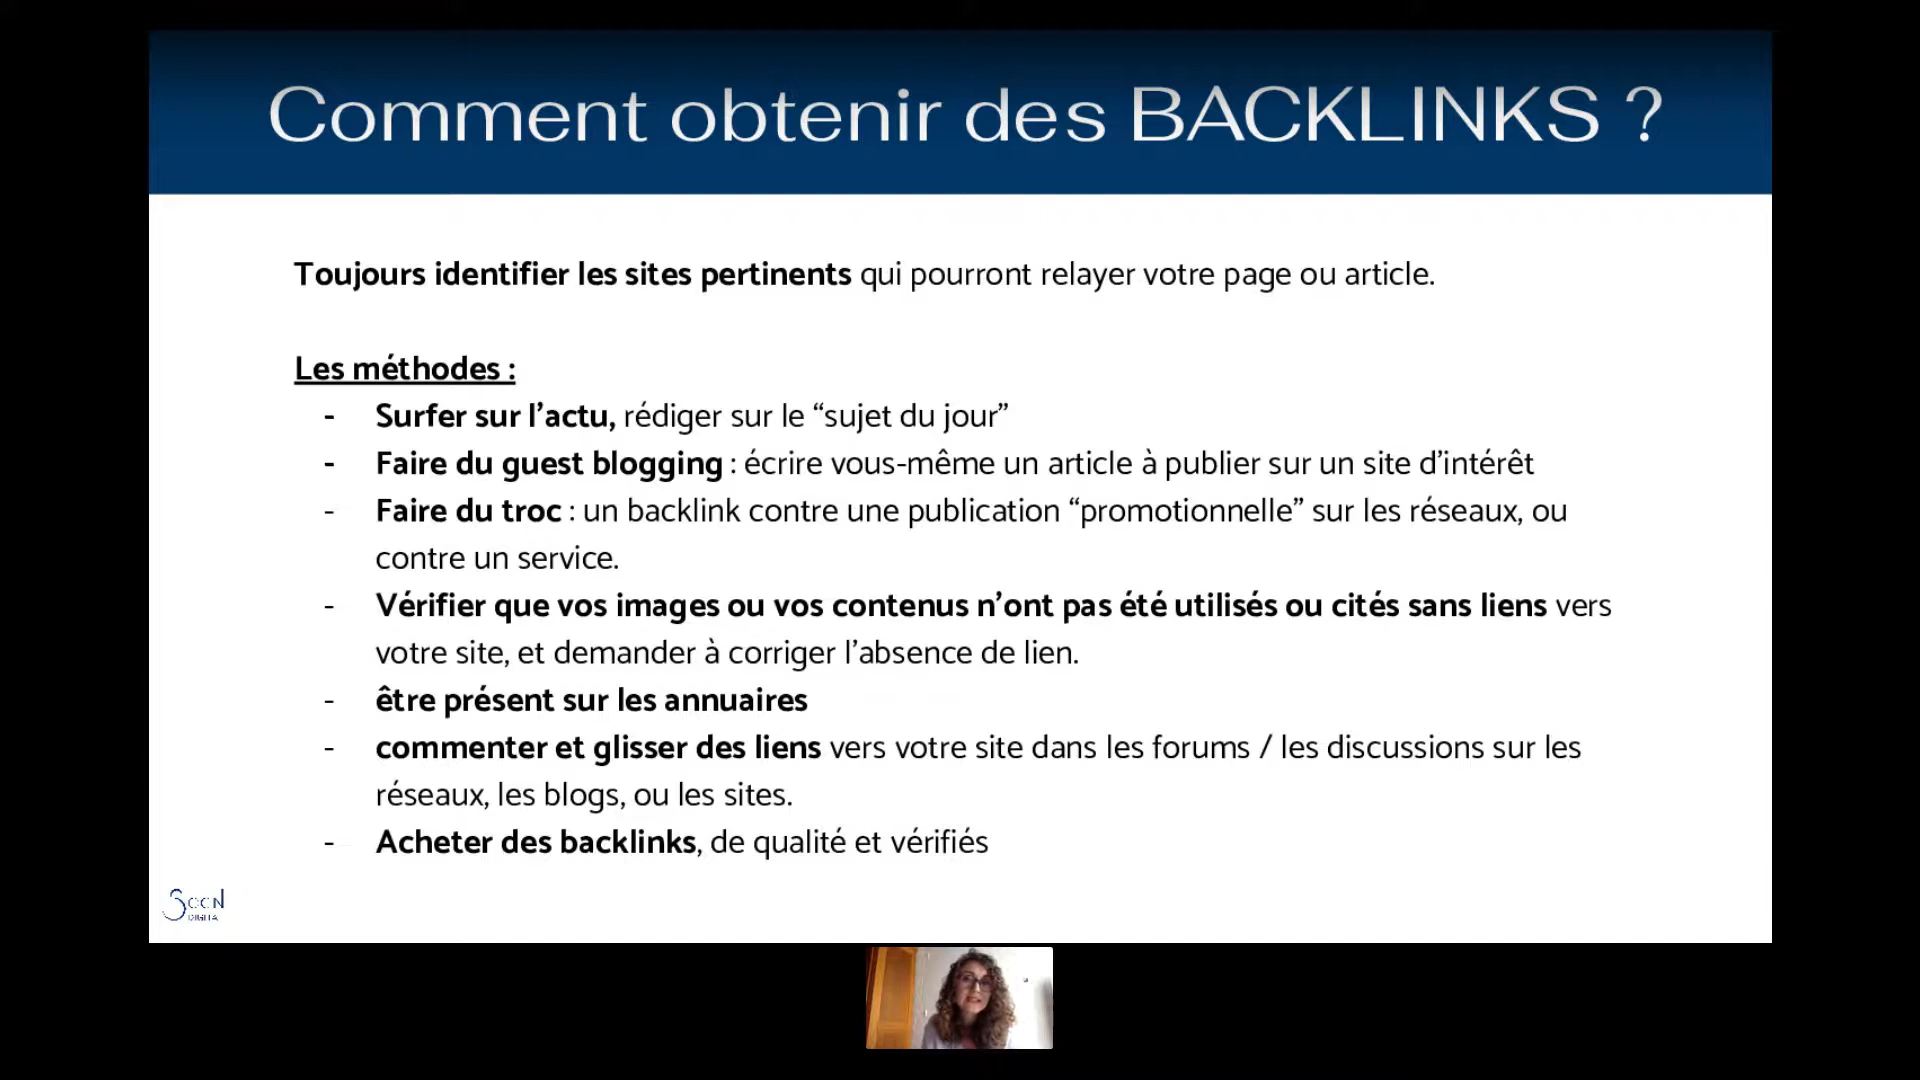 Comment obtenir des BACKLINKS ?
Toujours identifier les sites pertinents qui pourront relayer votre page ou article.
Les méthodes :
- Surfer sur l’actu, rédiger sur le “sujet du jour”
- Faire du guest blogging : écrire vous-même un article à publier sur un site d’intérêt
- Faire du troc : un backlink contre une publication “promotionnelle” sur les réseaux, ou
contre un service.
- Vérifier que vos images ou vos contenus n’ont pas été utilisés ou cités sans liens vers
votre site, et demander à corriger l’absence de lien.
- être présent sur les annuaires
- commenter et glisser des liens vers votre site dans les forums / les discussions sur les
réseaux, les blogs, ou les sites.
- Acheter des backlinks, de qualité et vérifiés